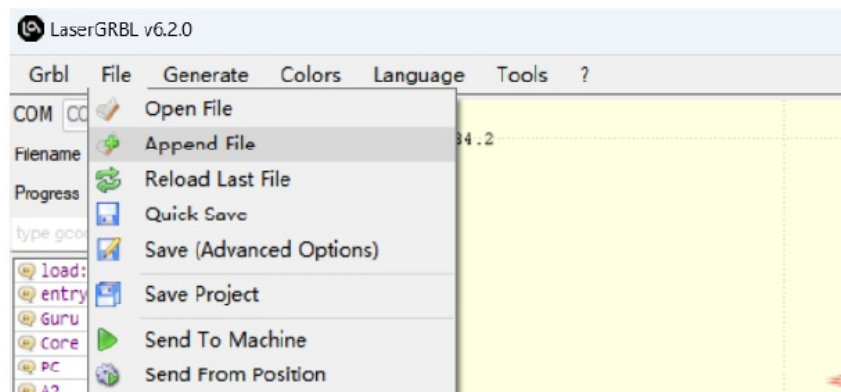 LaserGRBL v6.2.0
Grbl File Generate Colors Language Tools ?
COM
Open File
Filename
Append File
34.2
Reload Last File
Progress
Quick Save
type gco
Save (Advanced Options)
load:
entry
Save Project
Guru
Core
Send To Machine
PC
Send From Position